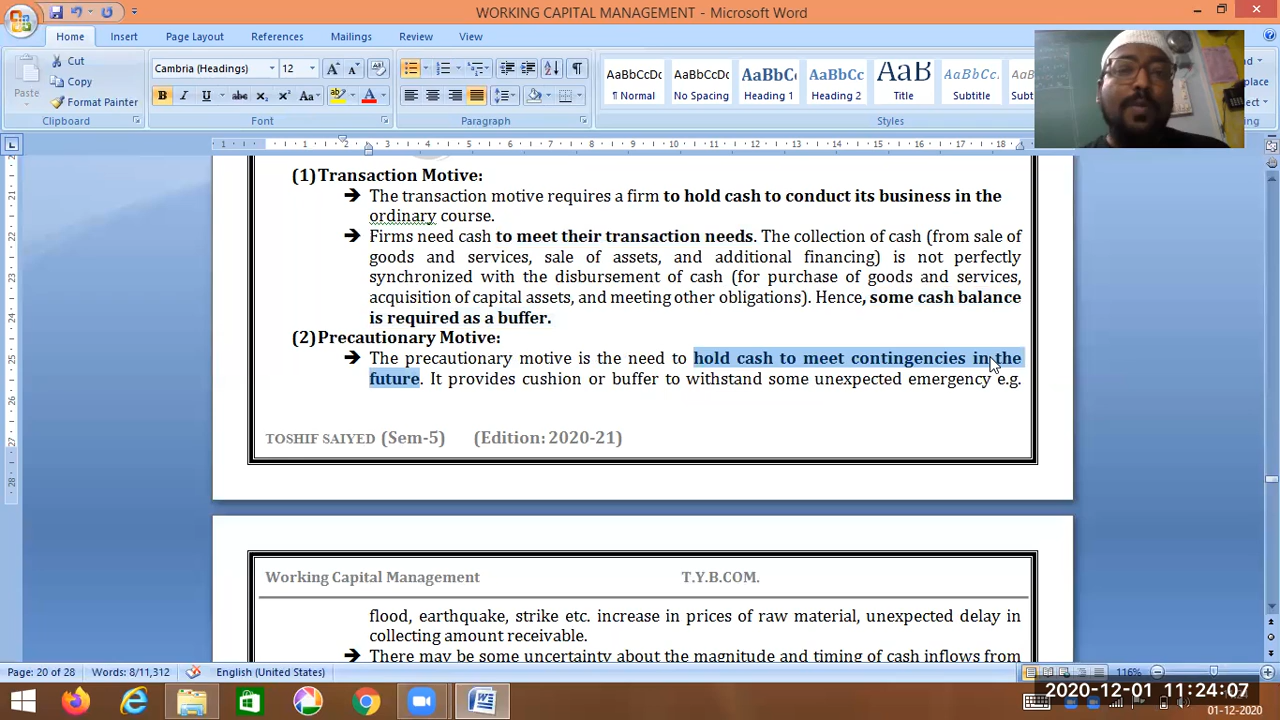 WORKING CAPITAL MANAGEMENT - Microsoft Word
Home Insert Page Layout References Mailings Review View
Paste
Cut
Copy
Format Painter
Clipboard
Cambria (Headings) 12
Font
Paragraph
AaBbCcDc AaBbCcDc AaBbC AaBbCc AaB AaBbCc.
¶ Normal No Spacing Heading 1 Heading 2 Title Subtitle
Styles
(1)Transaction Motive:
➔ The transaction motive requires a firm to hold cash to conduct its business in the
ordinary course.
➔ Firms need cash to meet their transaction needs. The collection of cash (from sale of
goods and services, sale of assets, and additional financing) is not perfectly
synchronized with the disbursement of cash (for purchase of goods and services,
acquisition of capital assets, and meeting other obligations). Hence, some cash balance
is required as a buffer.
(2)Precautionary Motive:
➔ The precautionary motive is the need to hold cash to meet contingencies in the
future. It provides cushion or buffer to withstand some unexpected emergency e.g.
TOSHIF SAIYED (Sem-5) (Edition: 2020-21)
Working Capital Management T.Y.B.COM.
flood, earthquake, strike etc. increase in prices of raw material, unexpected delay in
collecting amount receivable.
➔ There may be some uncertainty about the magnitude and timing of cash inflows from
Page: 20 of 28 Words: 8/11,312 English (United States) 116%
2020-12-01 11:24:07
01-12-2020